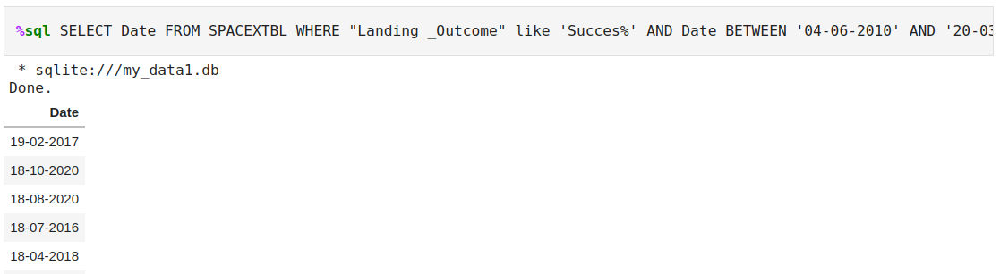 %sql SELECT Date FROM SPACEXTBL WHERE "Landing _Outcome" like 'Succes%' AND Date BETWEEN '04-06-2010' AND '20-03
* sqlite:///my_data1.db
Done.
Date
19-02-2017
18-10-2020
18-08-2020
18-07-2016
18-04-2018